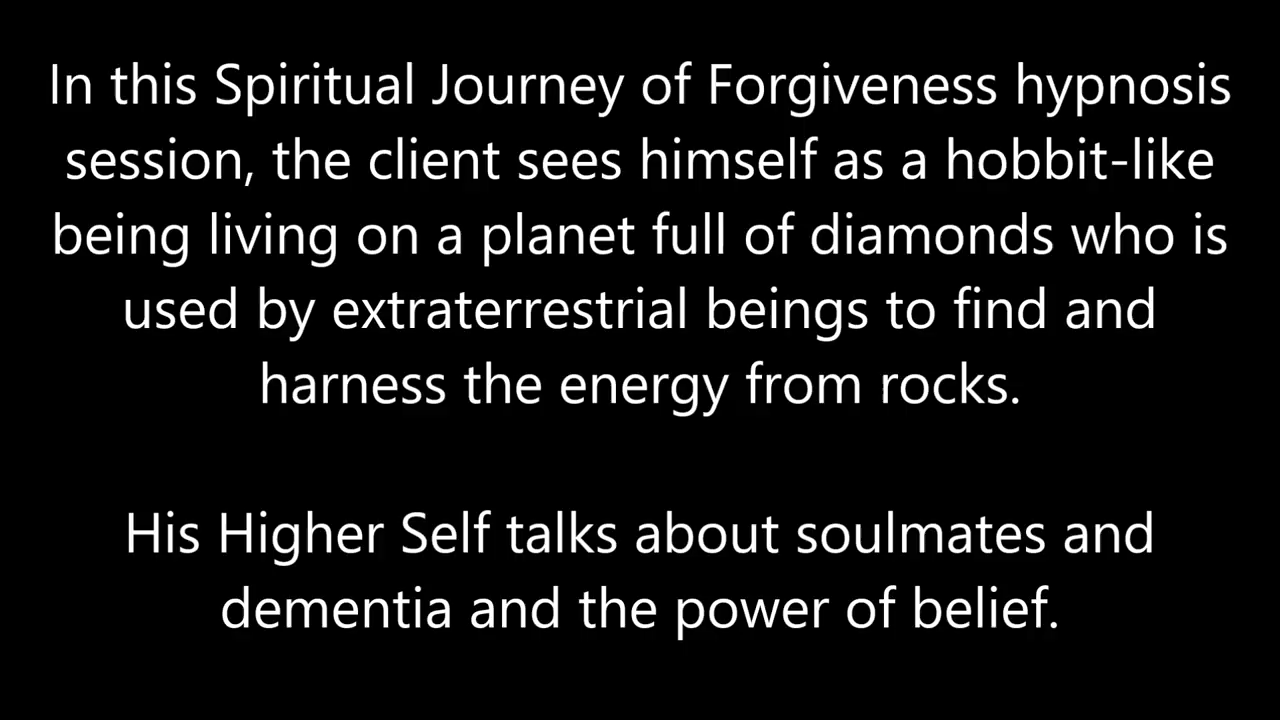 In this Spiritual Journey of Forgiveness hypnosis
session, the client sees himself as a hobbit-like
being living on a planet full of diamonds who is
used by extraterrestrial beings to find and
harness the energy from rocks.
His Higher Self talks about soulmates and
dementia and the power of belief.